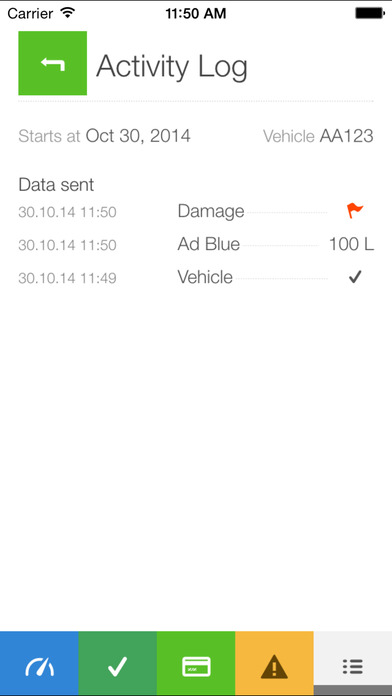 Carrier 11:50 AM
Activity Log
Starts at Oct 30, 2014 Vehicle AA123
Data sent
30.10.14 11:50 Damage
30.10.14 11:50 Ad Blue 100 L
30.10.14 11:49 Vehicle